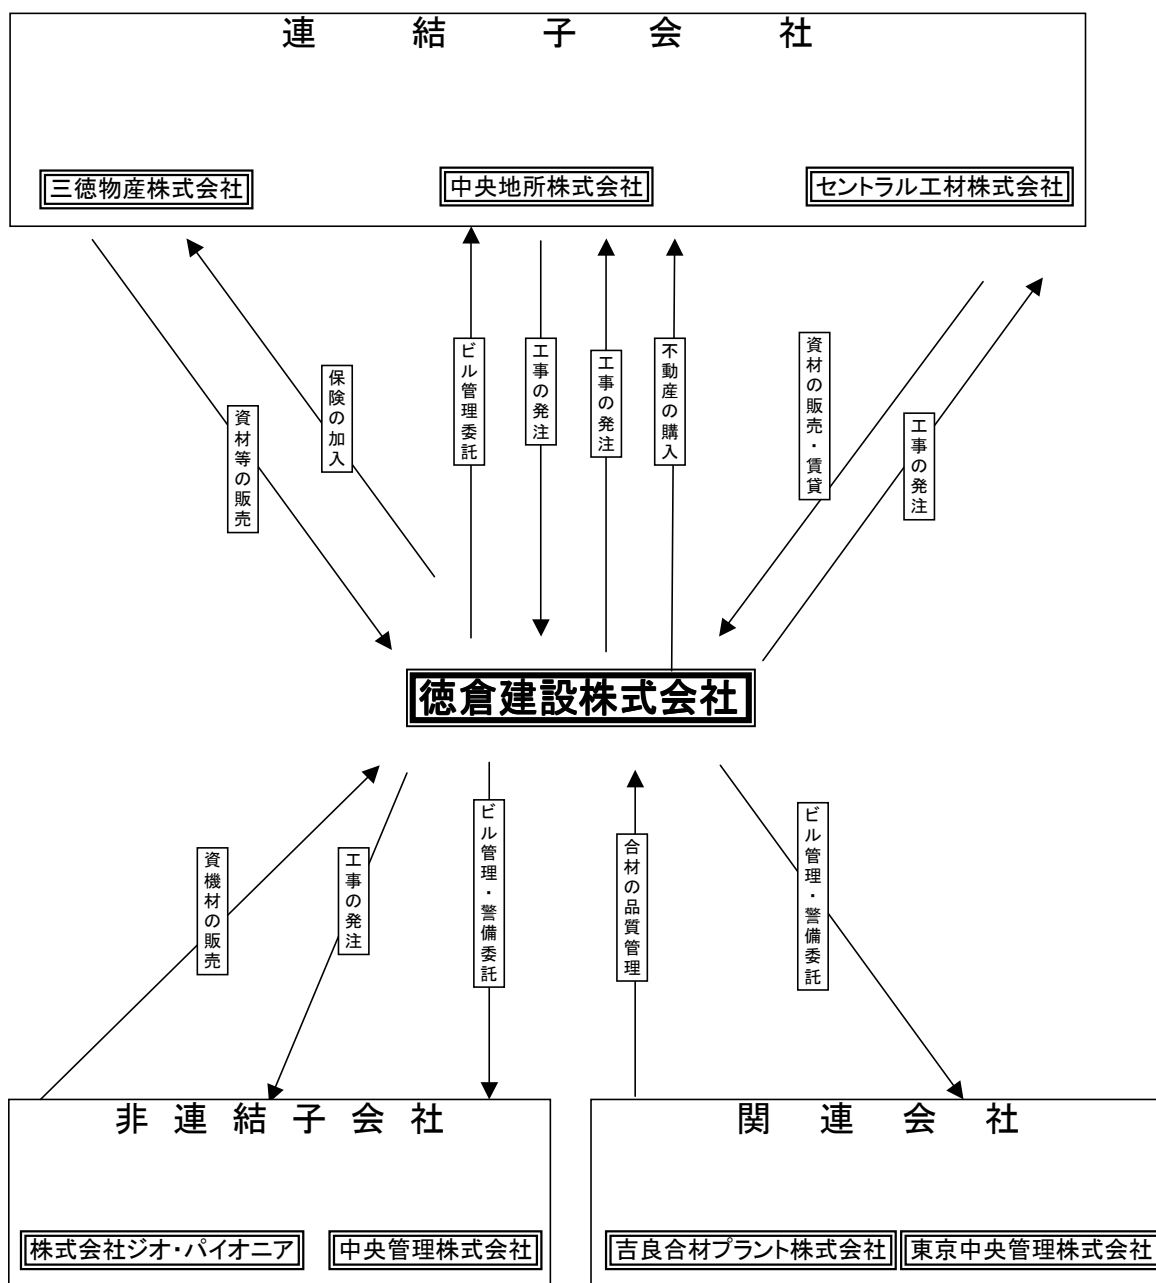 連結子会社
三徳物産株式会社
中央地所株式会社
セントラル工材株式会社
資材等の販売
保険の加入
ビル管理委託
工事の発注
工事の発注
不動産の購入
資材の販売・賃貸
工事の発注
徳倉建設株式会社
資機材の販売
工事の発注
ビル管理・警備委託
合材の品質管理
ビル管理・警備委託
非連結子会社
株式会社ジオ・パイオニア
中央管理株式会社
関連会社
吉良合材プラント株式会社
東京中央管理株式会社